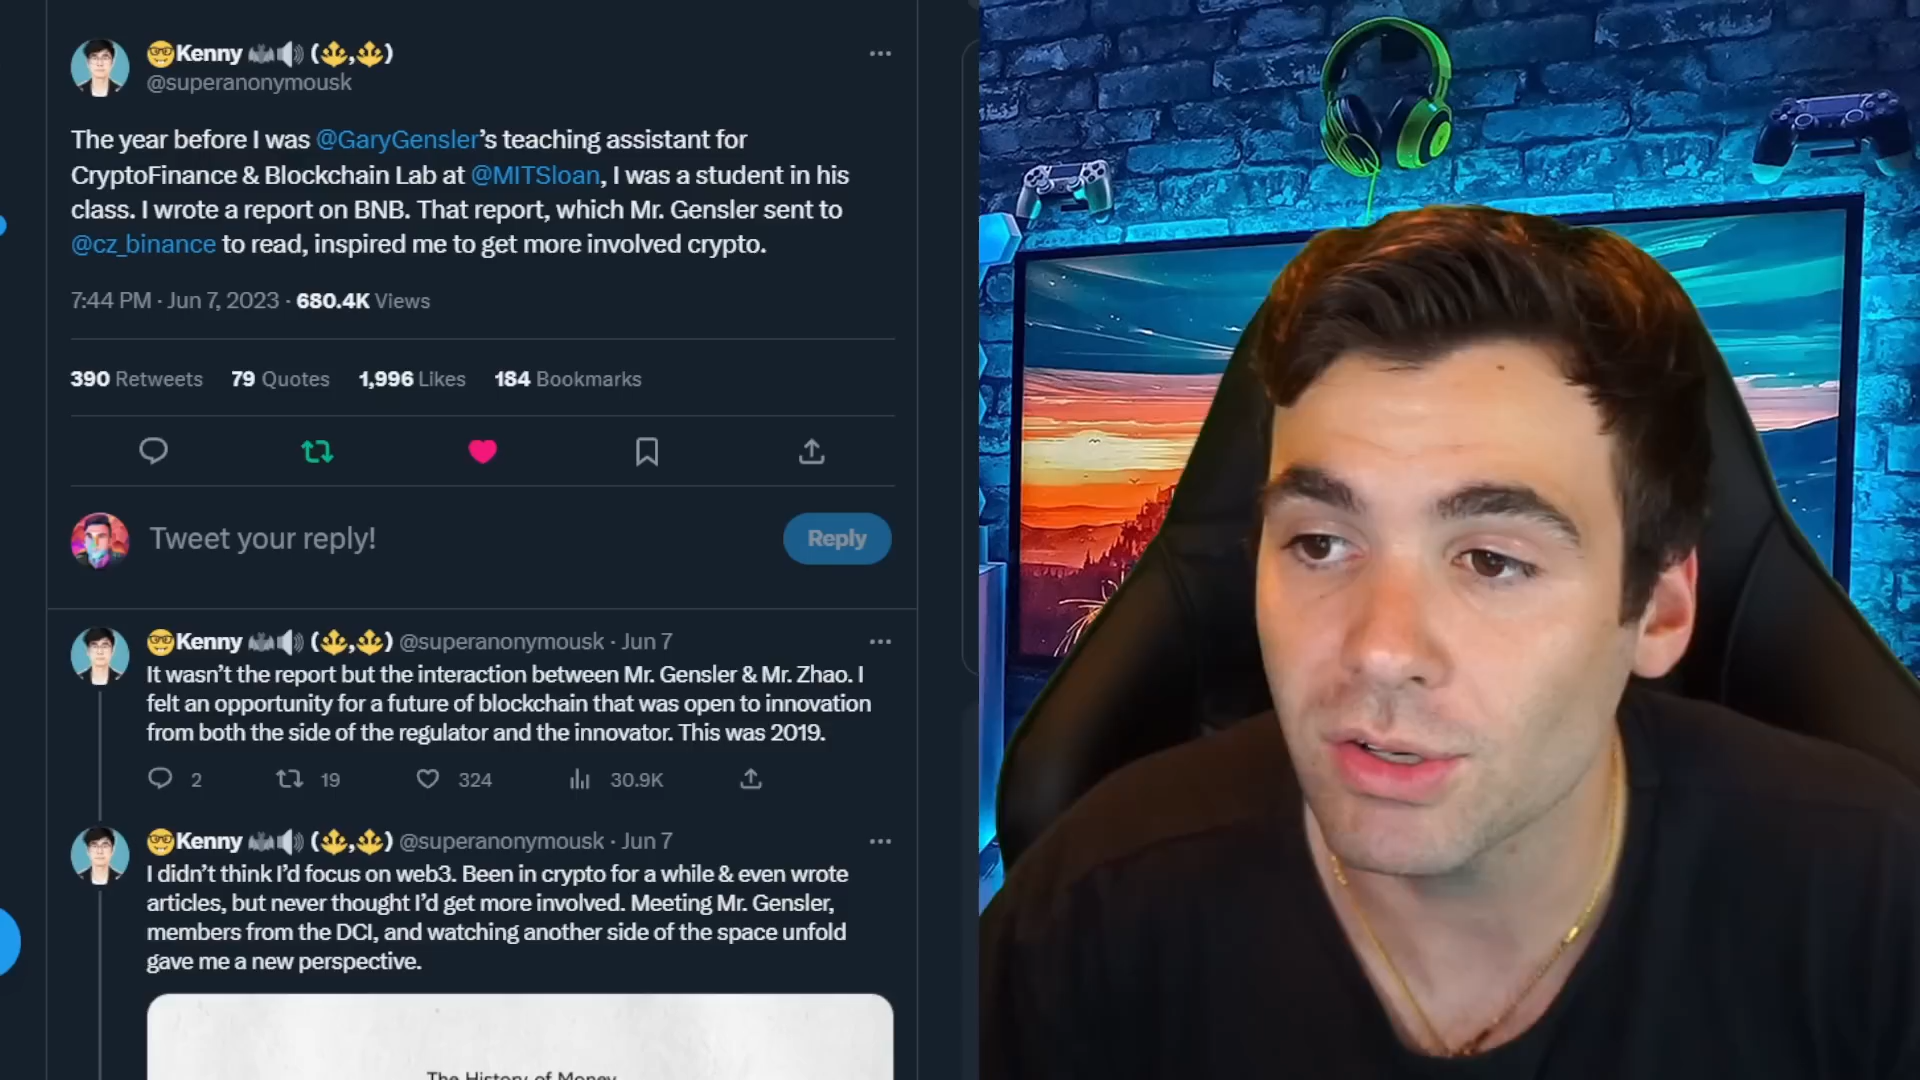 🤓Kenny 🦇🔊 (🔱,🔱)
@superanonymousk
The year before I was @GaryGensler’s teaching assistant for
CryptoFinance & Blockchain Lab at @MITSloan, I was a student in his
class. I wrote a report on BNB. That report, which Mr. Gensler sent to
@cz_binance to read, inspired me to get more involved crypto.
7:44 PM · Jun 7, 2023 · 680.4K Views
390 Retweets 79 Quotes 1,996 Likes 184 Bookmarks
Tweet your reply!
Reply
🤓Kenny 🦇🔊 (🔱,🔱) @superanonymousk · Jun 7
It wasn’t the report but the interaction between Mr. Gensler & Mr. Zhao. I
felt an opportunity for a future of blockchain that was open to innovation
from both the side of the regulator and the innovator. This was 2019.
2 19 324 30.9K
🤓Kenny 🦇🔊 (🔱,🔱) @superanonymousk · Jun 7
I didn’t think I’d focus on web3. Been in crypto for a while & even wrote
articles, but never thought I’d get more involved. Meeting Mr. Gensler,
members from the DCI, and watching another side of the space unfold
gave me a new perspective.
The History of Money